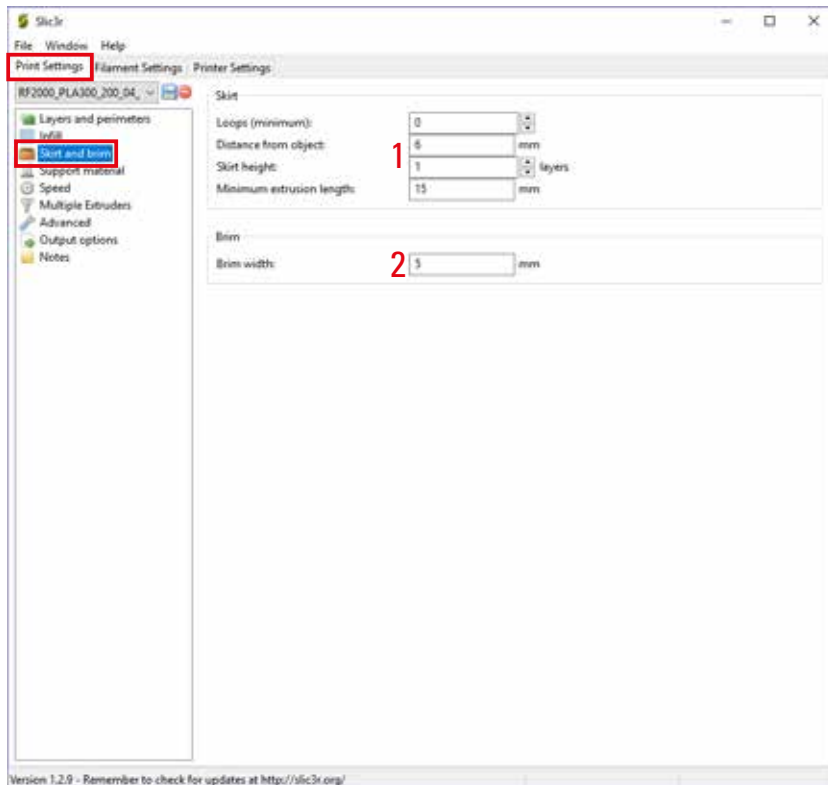 Slic3r
File Window Help
Print Settings Filament Settings Printer Settings
RF2000_PLA300_200_04_
Layers and perimeters
Infill
Skirt and brim
Support material
Speed
Multiple Extruders
Advanced
Output options
Notes
Skirt
Loops (minimum): 0
Distance from object: 6 mm
1
Skirt height: 1 layers
Minimum extrusion length: 15 mm
Brim
Brim width: 2 5 mm
Version 1.2.9 - Remember to check for updates at http://slic3r.org/